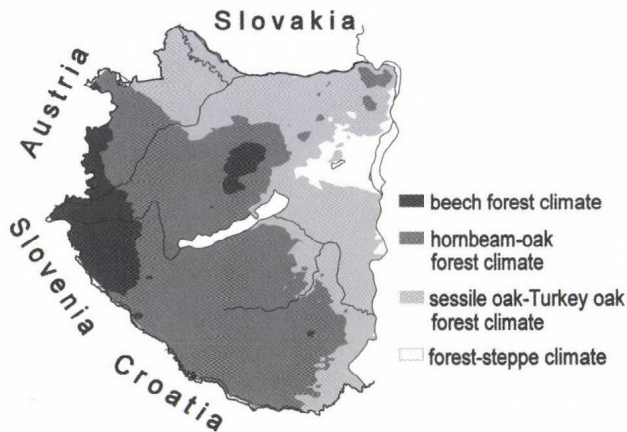 Slovakia
Austria
Slovenia
Croatia
beech forest climate
hornbeam-oak
forest climate
sessile oak-Turkey oak
forest climate
forest-steppe climate